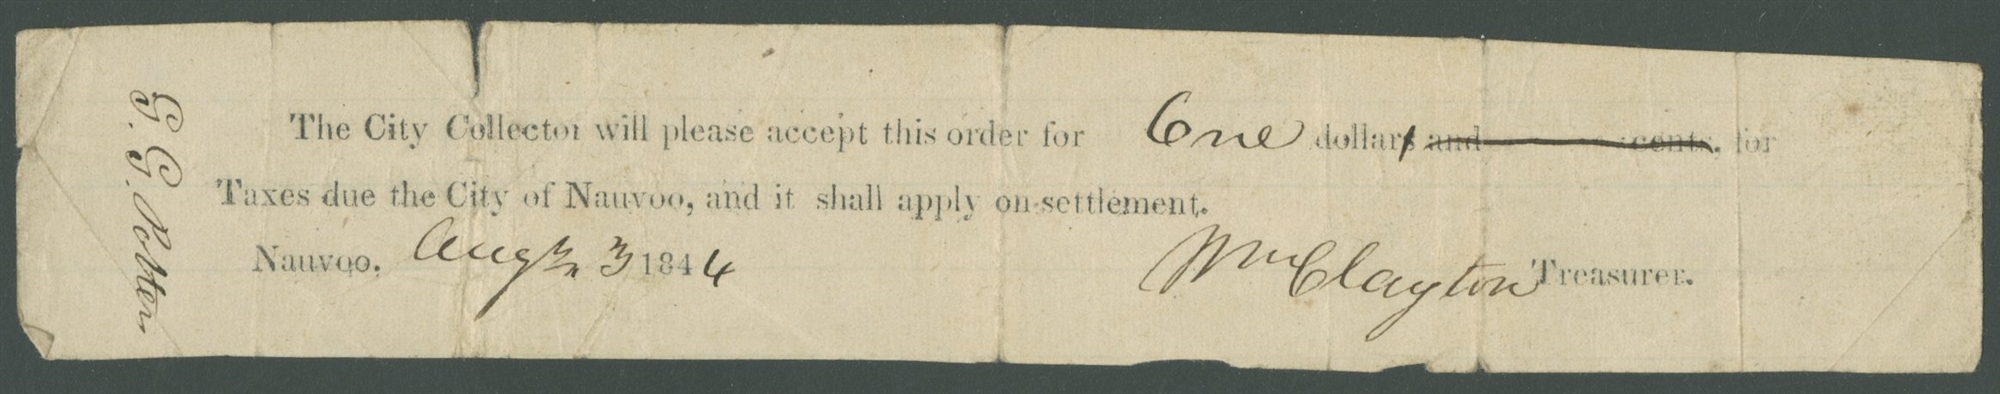 G. G. Potter.
The City Collector will please accept this order for One dollars and cents, for
Taxes due the City of Nauvoo, and it shall apply on settlement.
Nauvoo, Augt. 3 1844 Wm Clayton Treasurer.